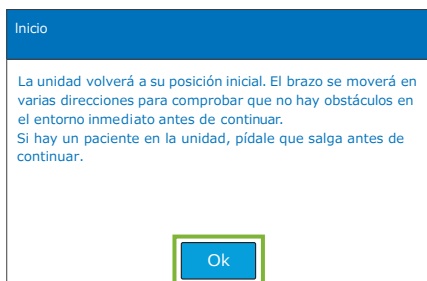 Inicio
La unidad volverá a su posición inicial. El brazo se moverá en
varias direcciones para comprobar que no hay obstáculos en
el entorno inmediato antes de continuar.
Si hay un paciente en la unidad, pídale que salga antes de
continuar.
Ok